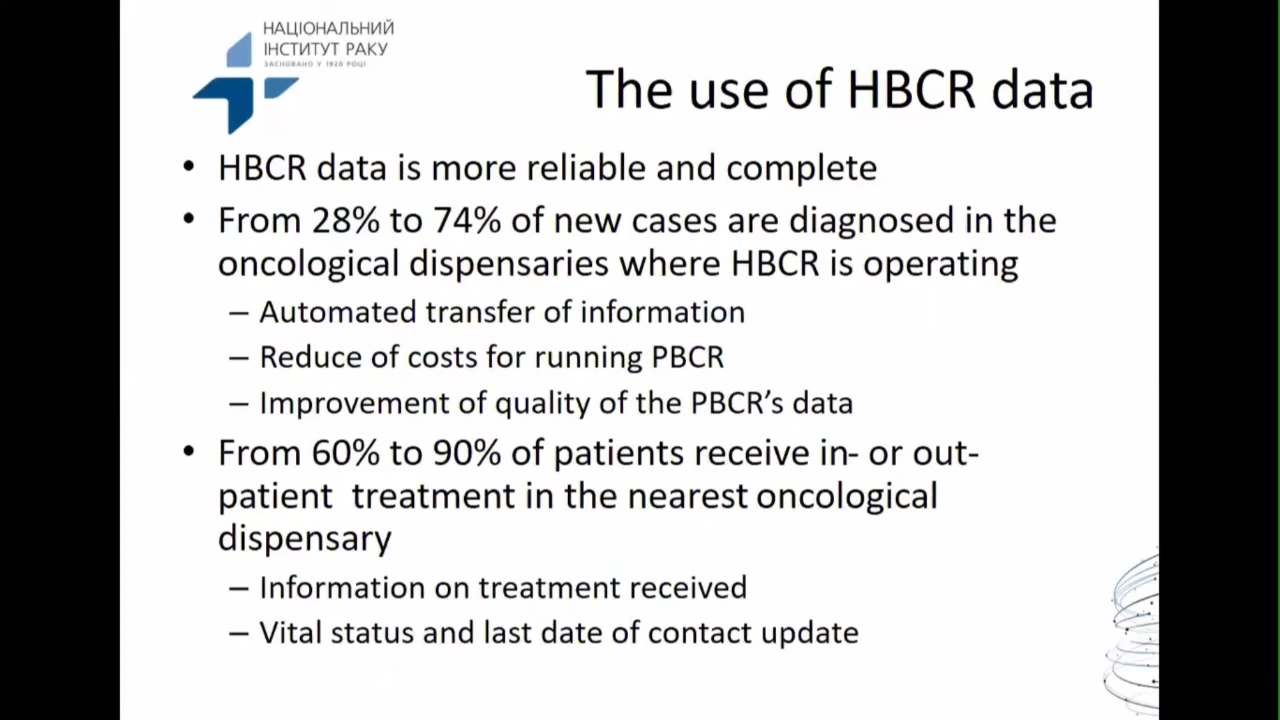 НАЦІОНАЛЬНИЙ
ІНСТИТУТ РАКУ
ЗАСНОВАНО У 1920 РОЦІ
The use of HBCR data
• HBCR data is more reliable and complete
• From 28% to 74% of new cases are diagnosed in the
oncological dispensaries where HBCR is operating
– Automated transfer of information
– Reduce of costs for running PBCR
– Improvement of quality of the PBCR’s data
• From 60% to 90% of patients receive in- or out-
patient treatment in the nearest oncological
dispensary
– Information on treatment received
– Vital status and last date of contact update